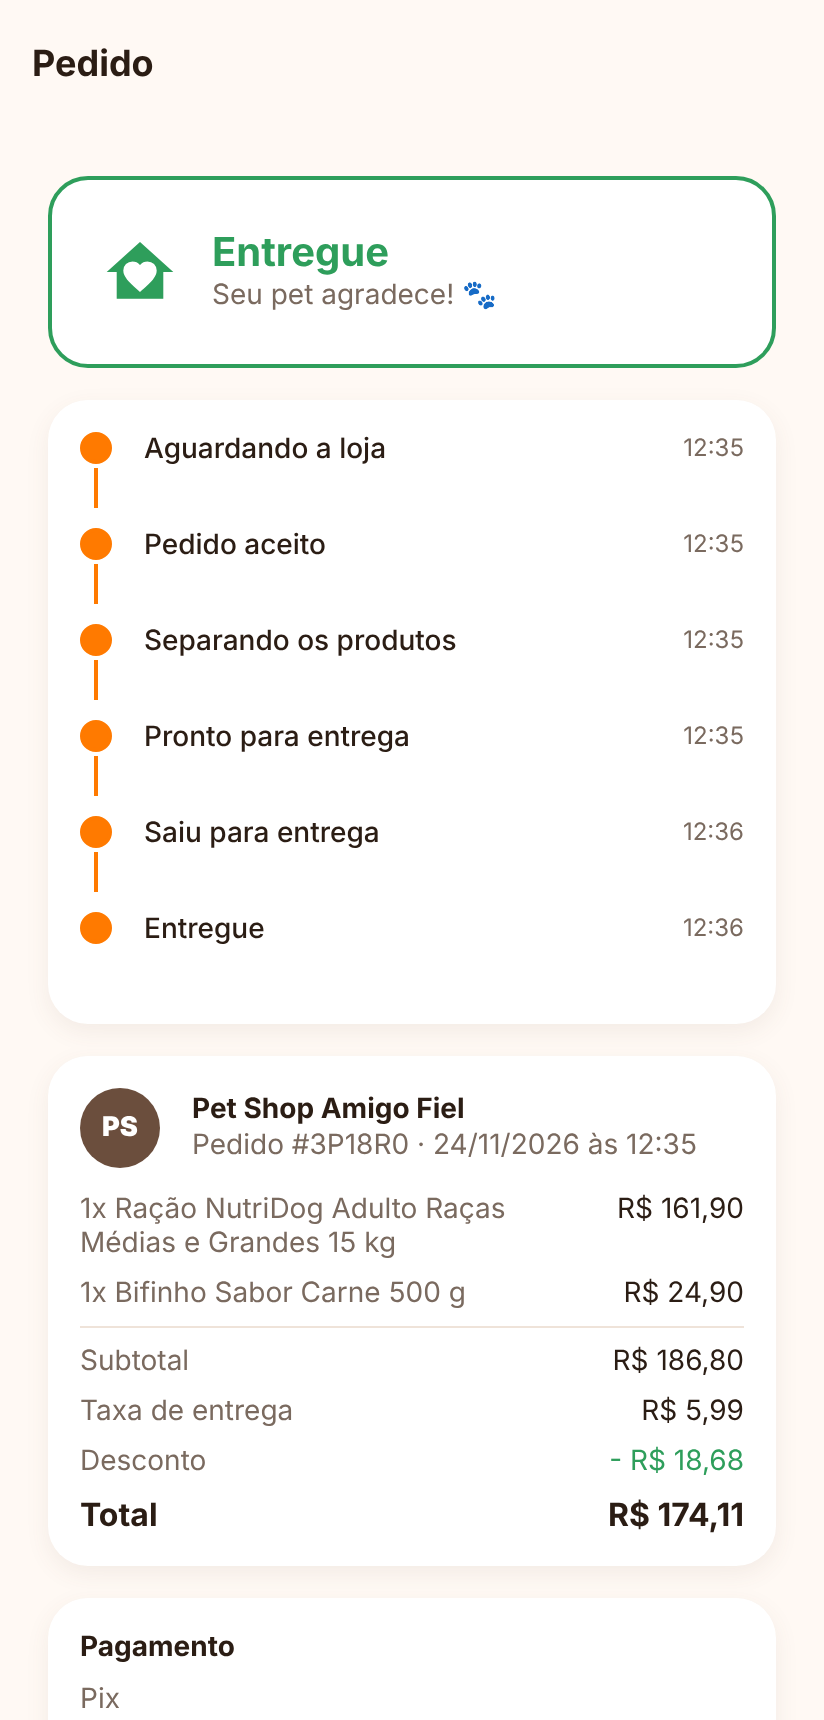 Pedido
Entregue
Seu pet agradece! 🐾
Aguardando a loja 12:35
Pedido aceito 12:35
Separando os produtos 12:35
Pronto para entrega 12:35
Saiu para entrega 12:36
Entregue 12:36
PS
Pet Shop Amigo Fiel
Pedido #3P18R0 · 24/11/2026 às 12:35
1x Ração NutriDog Adulto Raças R$ 161,90
Médias e Grandes 15 kg
1x Bifinho Sabor Carne 500 g R$ 24,90
Subtotal R$ 186,80
Taxa de entrega R$ 5,99
Desconto - R$ 18,68
Total R$ 174,11
Pagamento
Pix